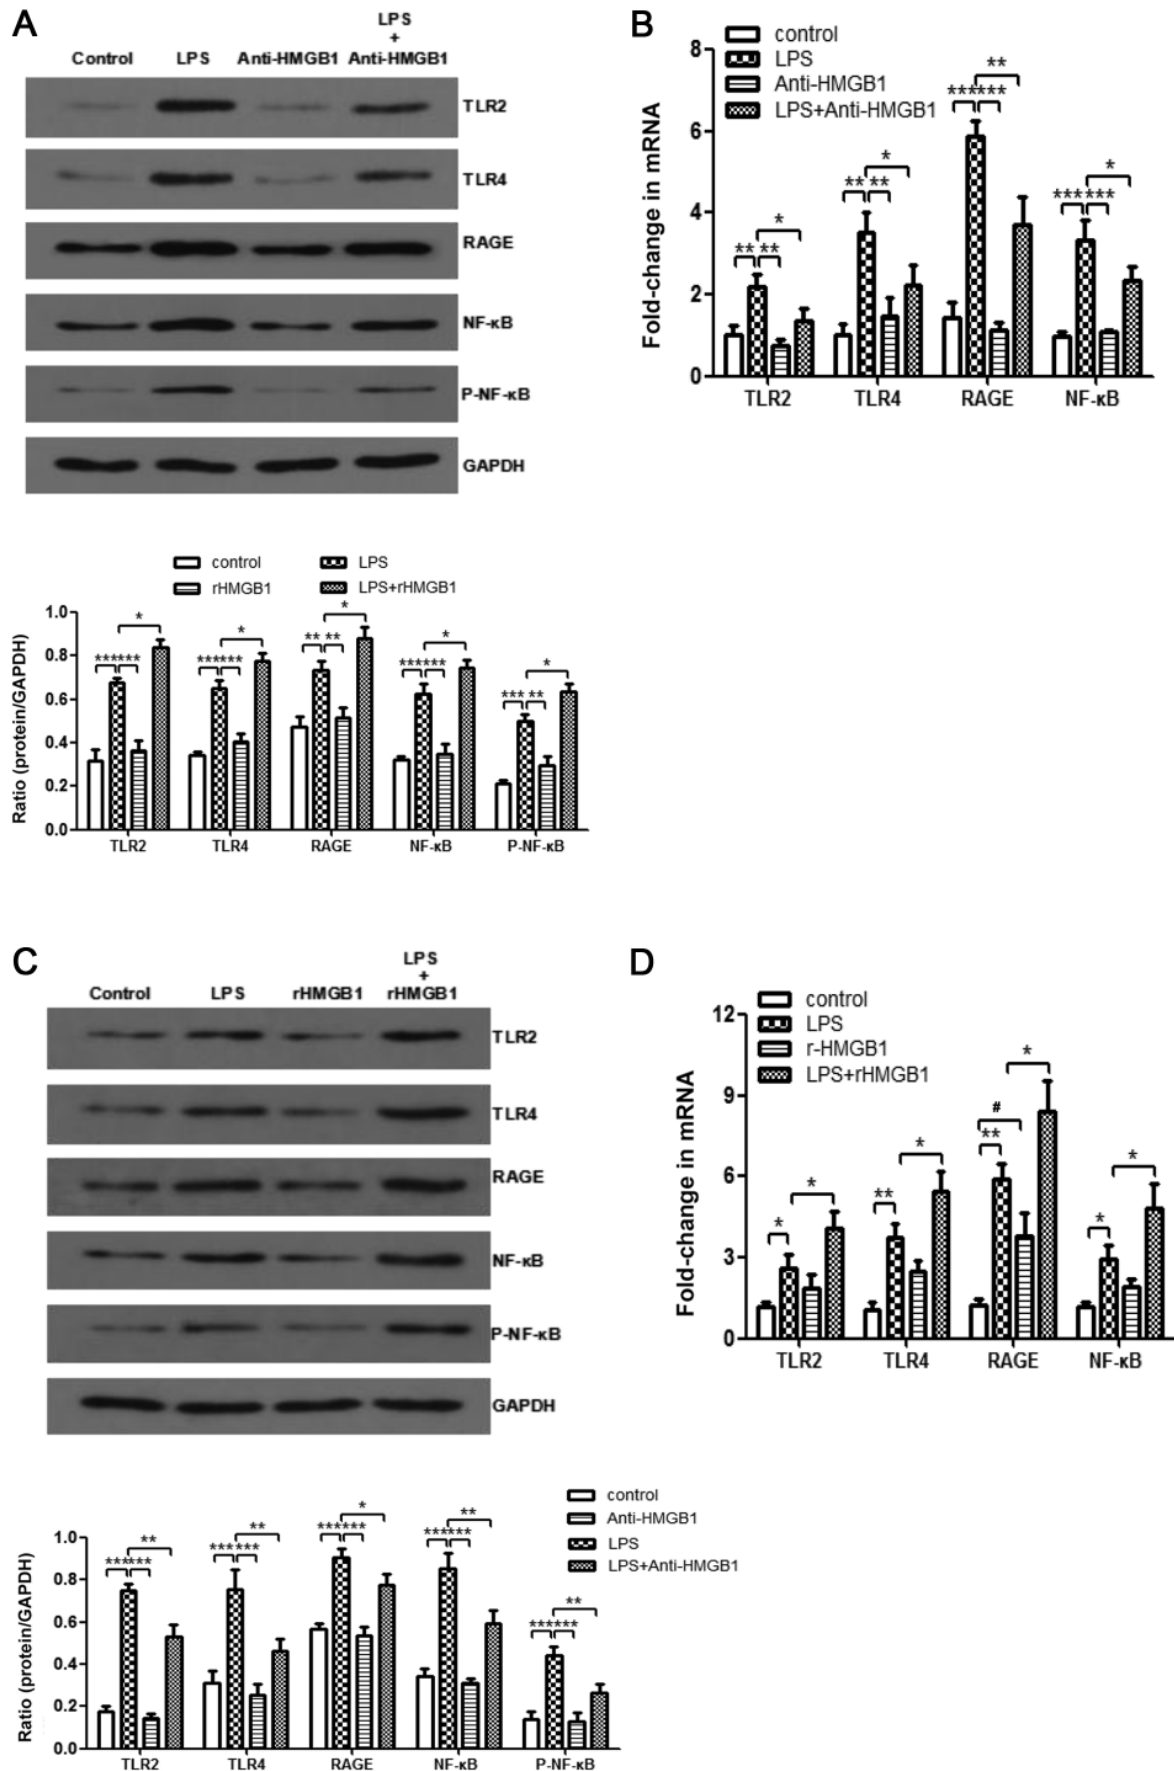 A
Control
LPS
Anti-HMGB1
LPS
+
Anti-HMGB1
TLR2
TLR4
RAGE
NF-κB
P-NF-κB
GAPDH
control
LPS
rHMGB1
LPS+rHMGB1
Ratio (protein/GAPDH)
1.0
0.8
0.6
0.4
0.2
0.0
*
******
*
******
*
** **
*
******
*
*** **
TLR2 TLR4 RAGE NF-κB P-NF-κB
B
control
LPS
Anti-HMGB1
LPS+Anti-HMGB1
Fold-change in mRNA
8
6
4
2
0
*
** **
*
** **
**
******
*
*** ***
TLR2 TLR4 RAGE NF-κB
C
Control
LPS
rHMGB1
LPS
+
rHMGB1
TLR2
TLR4
RAGE
NF-κB
P-NF-κB
GAPDH
control
Anti-HMGB1
LPS
LPS+Anti-HMGB1
Ratio (protein/GAPDH)
1.0
0.8
0.6
0.4
0.2
0.0
**
******
**
******
*
******
**
******
**
******
TLR2 TLR4 RAGE NF-κB P-NF-κB
D
control
LPS
r-HMGB1
LPS+rHMGB1
Fold-change in mRNA
12
9
6
3
0
*
*
*
**
*
#
**
*
*
TLR2 TLR4 RAGE NF-κB